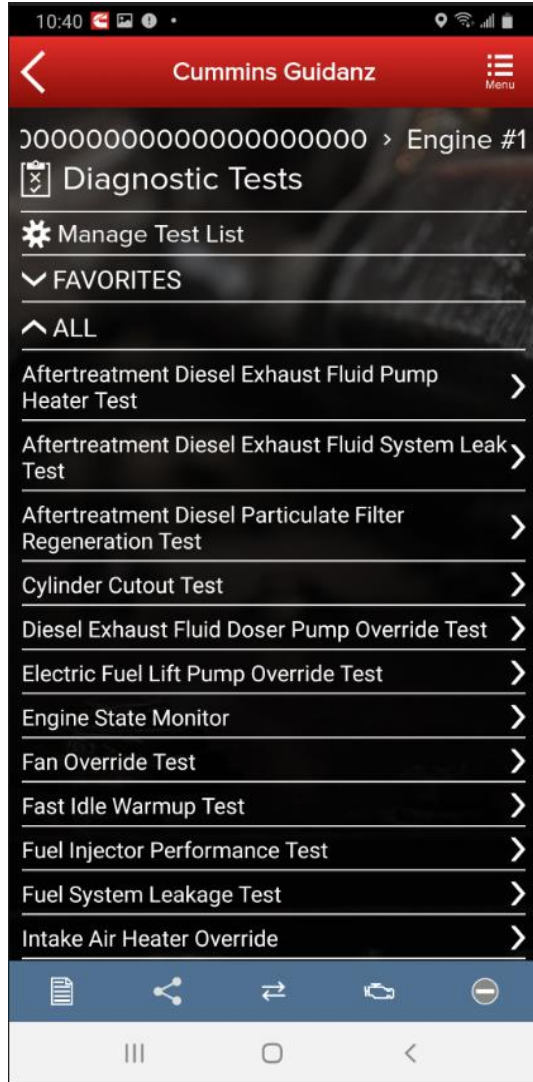 10:40
Cummins Guidanz
Menu
00000000000000000000000 > Engine #1
Diagnostic Tests
Manage Test List
FAVORITES
ALL
Aftertreatment Diesel Exhaust Fluid Pump
Heater Test
Aftertreatment Diesel Exhaust Fluid System Leak
Test
Aftertreatment Diesel Particulate Filter
Regeneration Test
Cylinder Cutout Test
Diesel Exhaust Fluid Doser Pump Override Test
Electric Fuel Lift Pump Override Test
Engine State Monitor
Fan Override Test
Fast Idle Warmup Test
Fuel Injector Performance Test
Fuel System Leakage Test
Intake Air Heater Override